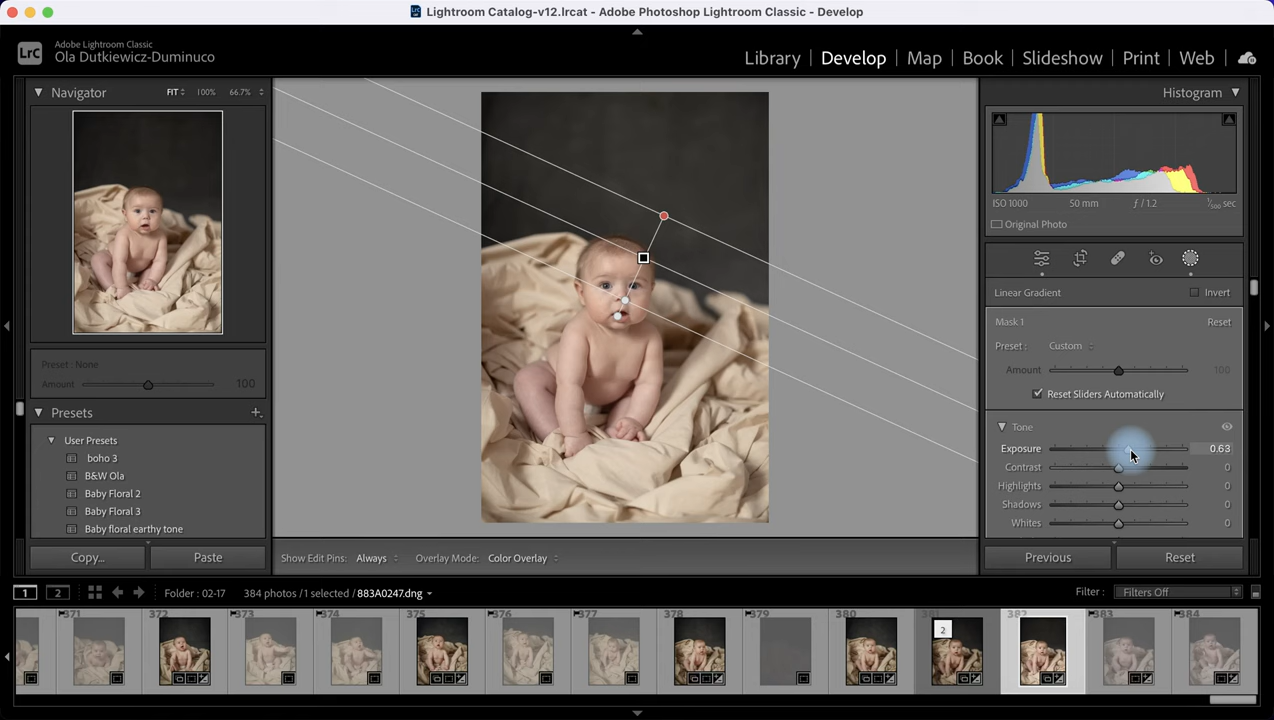 Lightroom Catalog-v12.lrcat - Adobe Photoshop Lightroom Classic - Develop
LrC
Adobe Lightroom Classic
Ola Dutkiewicz-Duminuco
Library | Develop | Map | Book | Slideshow | Print | Web
Navigator FIT 100% 66.7%
Histogram
ISO 1000 50 mm ƒ / 1.2 1/500 sec
Original Photo
Linear Gradient Invert
Mask 1 Reset
Preset : Custom
Amount 100
Reset Sliders Automatically
Tone
Exposure 0.63
Contrast 0
Highlights 0
Shadows 0
Whites 0
Preset : None
Amount 100
Presets
User Presets
boho 3
B&W Ola
Baby Floral 2
Baby Floral 3
Baby floral earthy tone
Copy... Paste
Show Edit Pins: Always Overlay Mode: Color Overlay
Previous Reset
1 2 Folder : 02-17 384 photos / 1 selected / 883A0247.dng Filter : Filters Off
371 372 373 374 375 376 377 378 379 380 381 382 383 384
2